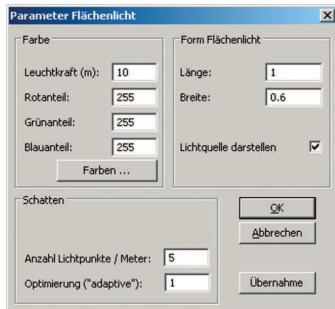 Parameter Flächenlicht
Farbe
Leuchtkraft (m): 10
Rotanteil: 255
Grünanteil: 255
Blauanteil: 255
Farben ...
Form Flächenlicht
Länge: 1
Breite: 0.6
Lichtquelle darstellen
Schatten
Anzahl Lichtpunkte / Meter: 5
Optimierung ("adaptive"): 1
OK
Abbrechen
Übernahme